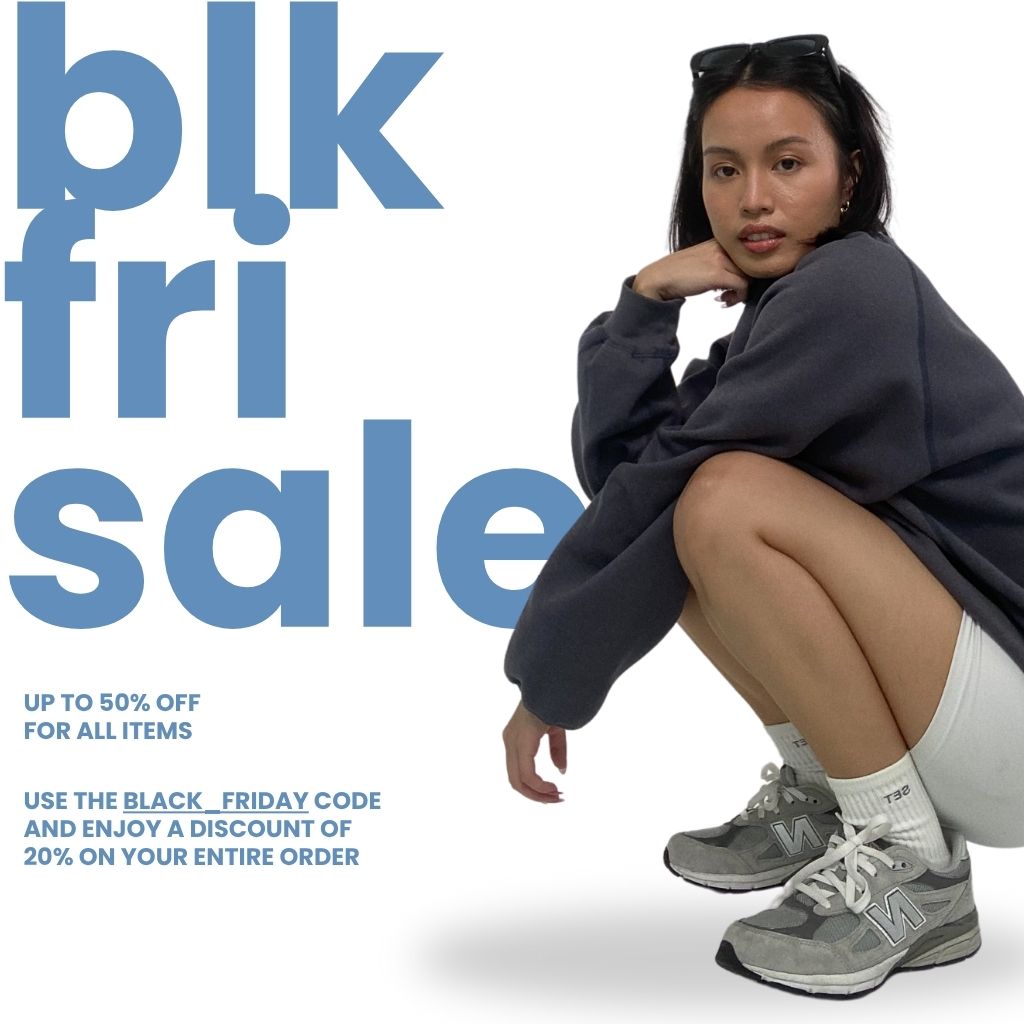 blk
fri
sale
UP TO 50% OFF
FOR ALL ITEMS
USE THE BLACK_FRIDAY CODE
AND ENJOY A DISCOUNT OF
20% ON YOUR ENTIRE ORDER
SET
N
N